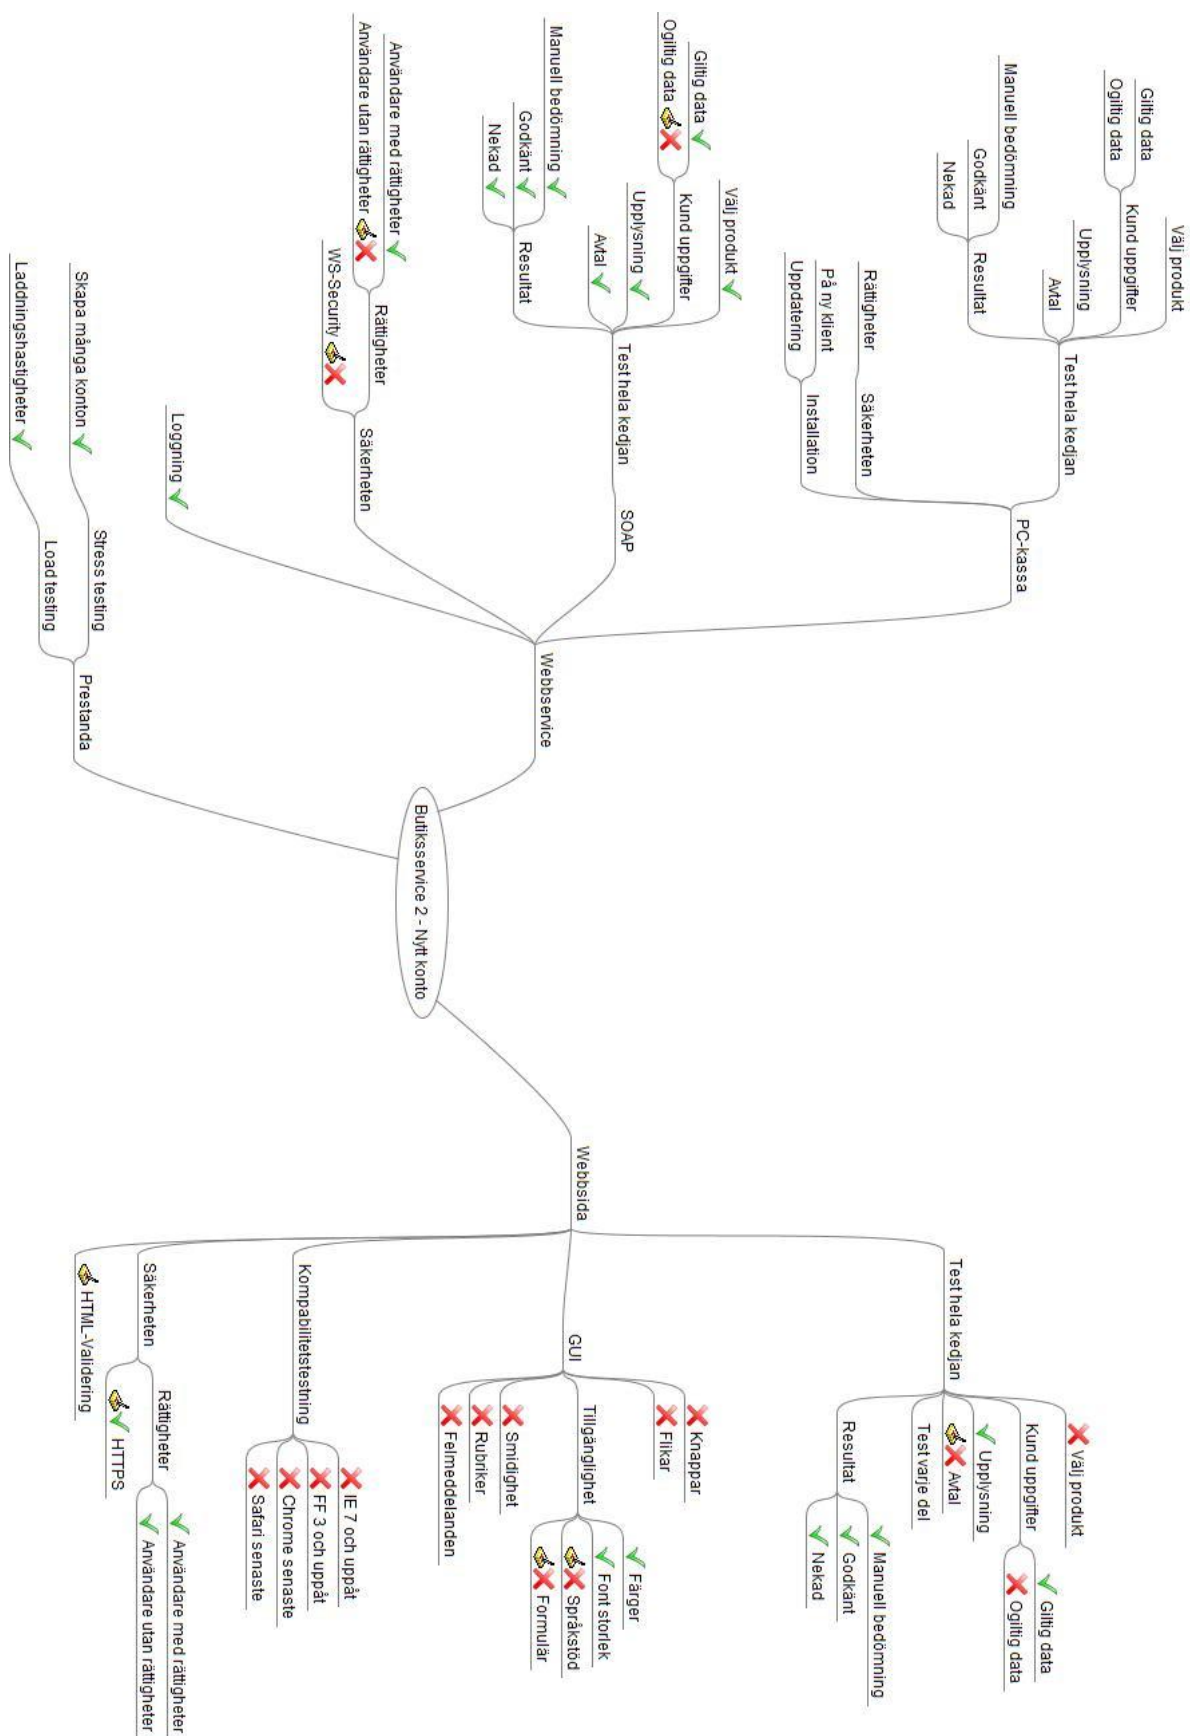 Välj produkt
Giltig data
Ogiltig data
Kund uppgifter
Upplysning
Avtal
Manuell bedömning
Godkänt
Nekad
Resultat
Test hela kedjan
Rättigheter
Säkerheten
På ny klient
Uppdatering
Installation
PC-kassa
Välj produkt
Giltig data
Ogiltig data
Kund uppgifter
Upplysning
Avtal
Manuell bedömning
Godkänt
Nekad
Resultat
Test hela kedjan
SOAP
Användare med rättigheter
Användare utan rättigheter
Rättigheter
WS-Security
Säkerheten
Loggning
Webbservice
Skapa många konton
Stress testing
Laddningshastigheter
Load testing
Prestanda
Butiksservice 2 - Nytt konto
Webbsida
Test hela kedjan
Välj produkt
Kund uppgifter
Giltig data
Ogiltig data
Upplysning
Avtal
Test varje del
Resultat
Manuell bedömning
Godkänt
Nekad
GUI
Knappar
Flikar
Tillgänglighet
Färger
Font storlek
Språkstöd
Formulär
Smidighet
Rubriker
Felmeddelanden
Kompabilitetstestning
IE 7 och uppåt
FF 3 och uppåt
Chrome senaste
Safari senaste
Säkerheten
Rättigheter
Användare med rättigheter
Användare utan rättigheter
HTTPS
HTML-Validering